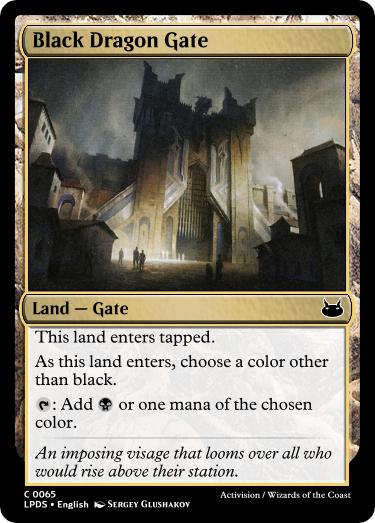 Black Dragon Gate
Land — Gate
This land enters tapped.
As this land enters, choose a color other
than black.
: Add or one mana of the chosen
color.
An imposing visage that looms over all who
would rise above their station.
C 0065
LPDS • English Sergey Glushakov
Activision / Wizards of the Coast